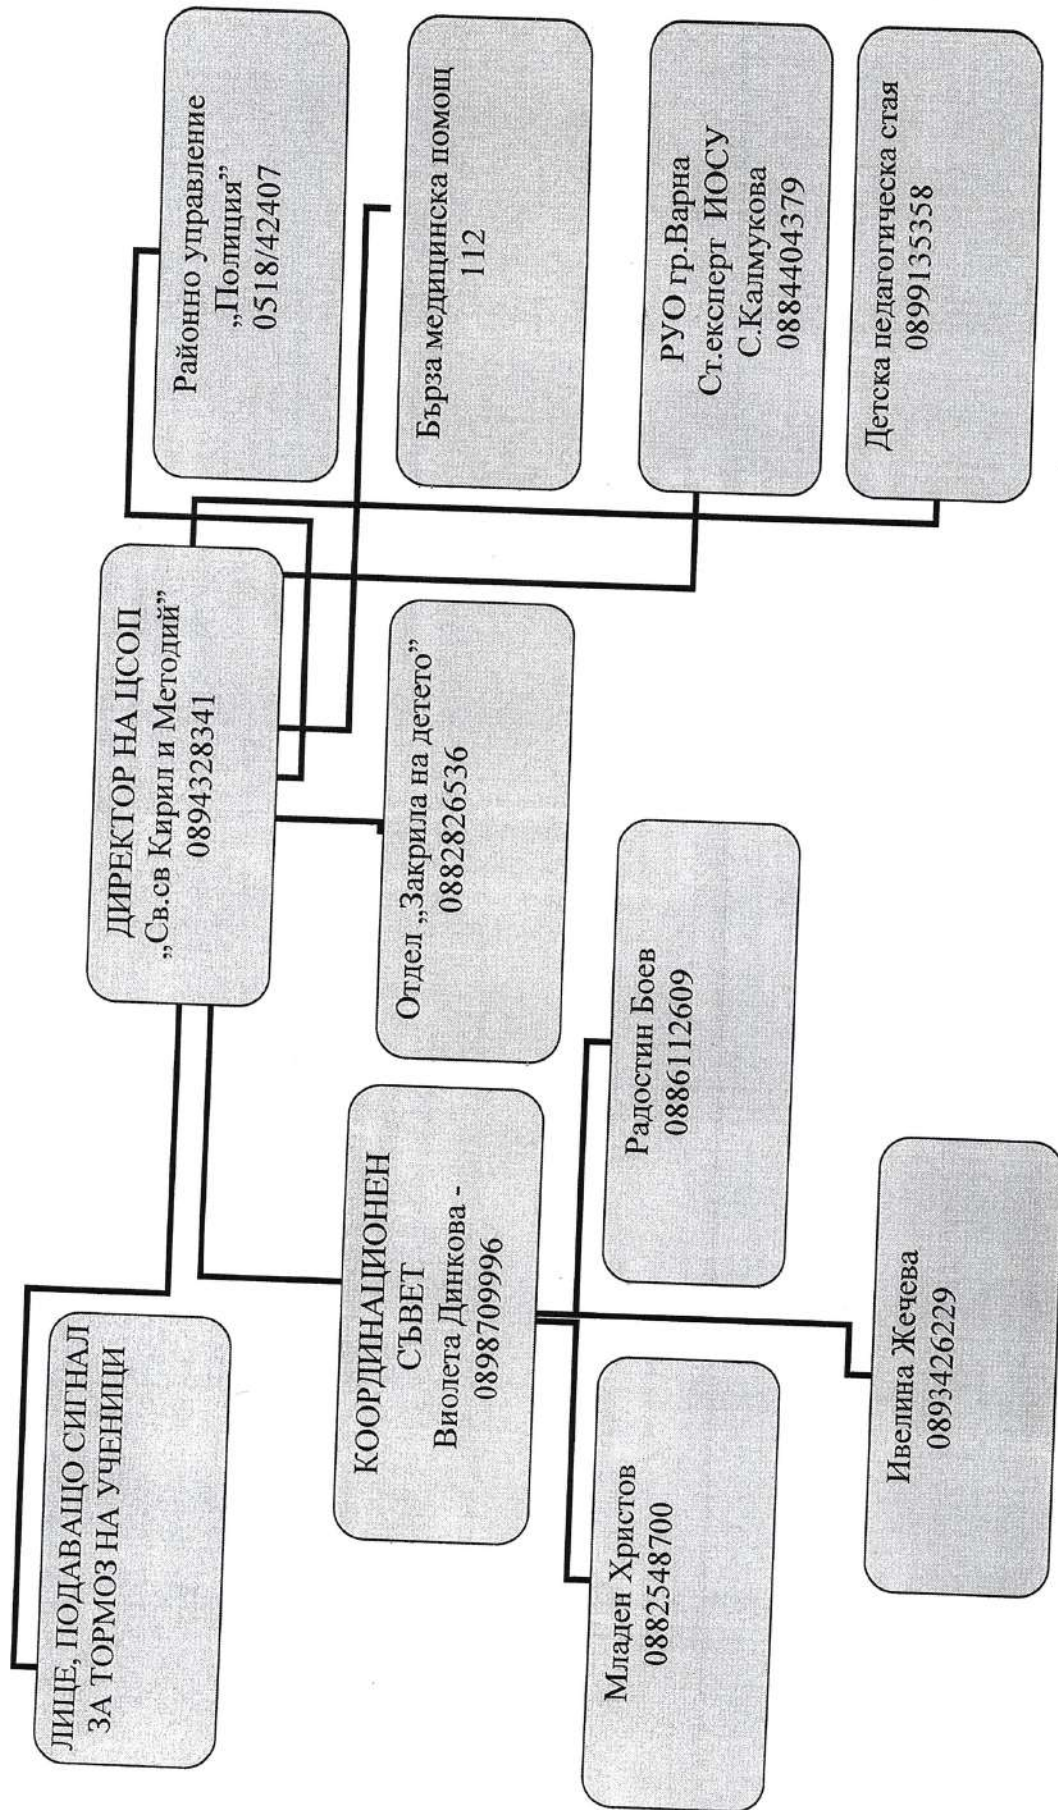 ЛИЦЕ, ПОДАВАЩО СИГНАЛ
ЗА ТОРМОЗ НА УЧЕНИЦИ
ДИРЕКТОР НА ЦСОП
„Св.св Кирил и Методий”
0894328341
Районно управление
„Полиция”
0518/42407
Бърза медицинска помощ
112
РУО гр.Варна
Ст.експерт ИОСУ
С.Калмукова
0884404379
Детска педагогическа стая
0899135358
Отдел „Закрила на детето”
0882826536
КООРДИНАЦИОНЕН
СЪВЕТ
Виолета Динкова -
0898709996
Радостин Боев
0886112609
Младен Христов
0882548700
Ивелина Жечева
0893426229